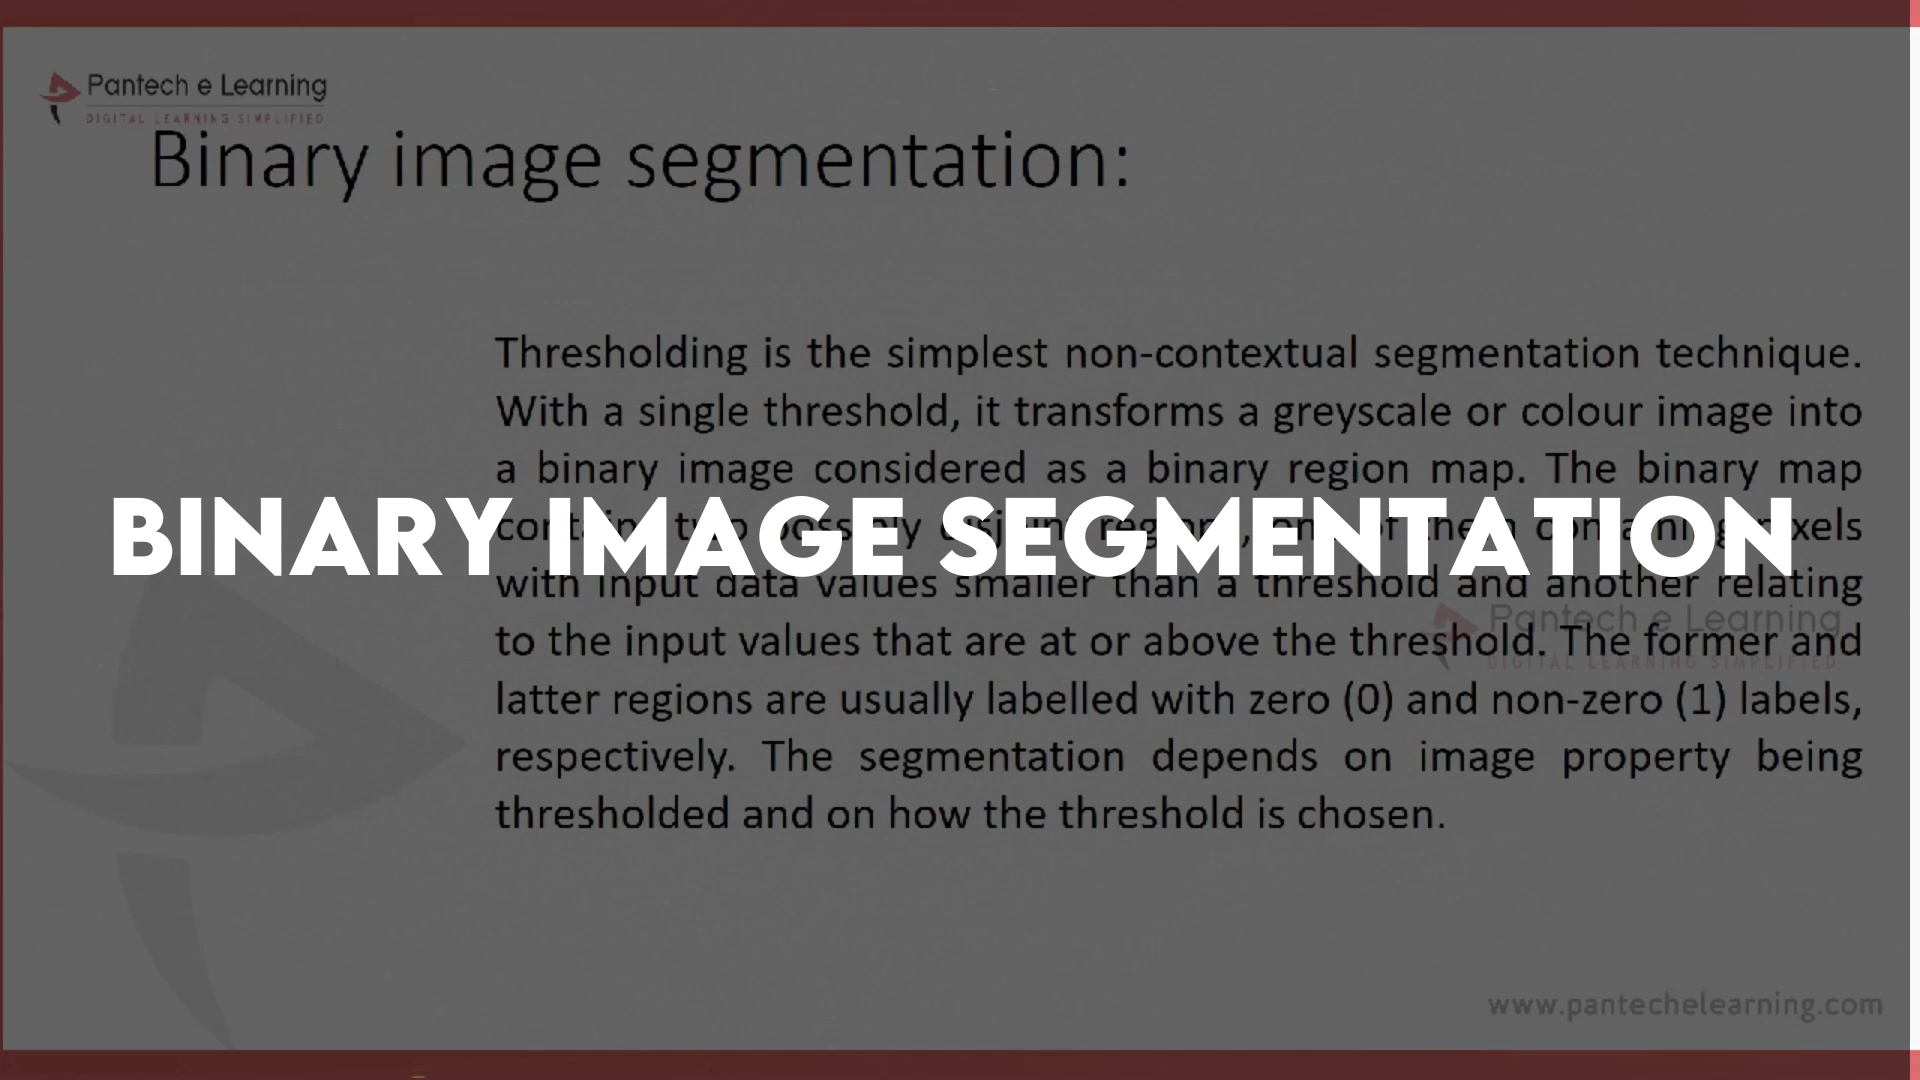 Pantech e Learning
DIGITAL LEARNING SIMPLIFIED
Binary image segmentation:
Thresholding is the simplest non-contextual segmentation technique.
With a single threshold, it transforms a greyscale or colour image into
a binary image considered as a binary region map. The binary map
BINARY IMAGE SEGMENTATION
with input data values smaller than a threshold and another relating
Pantech e Learning
to the input values that are at or above the threshold. The former and
DIGITAL LEARNING SIMPLIFIED
latter regions are usually labelled with zero (0) and non-zero (1) labels,
respectively. The segmentation depends on image property being
thresholded and on how the threshold is chosen.
www.pantechelearning.com